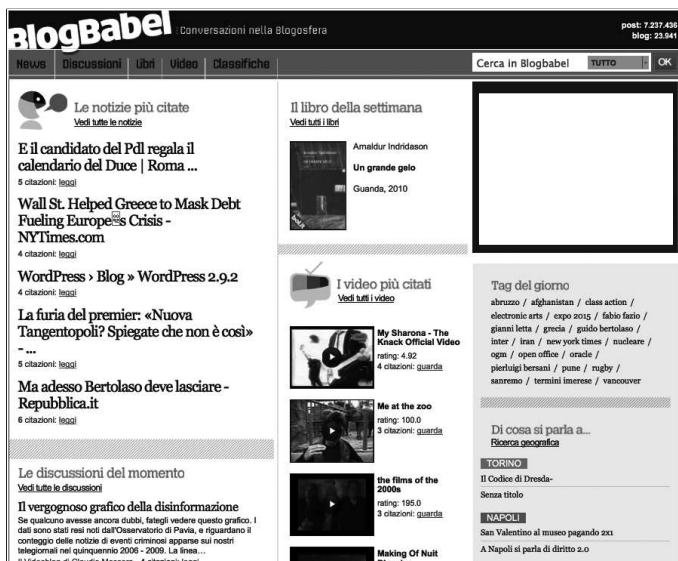 BlogBabel
Conversazioni nella Blogosfera
post: 7.237.436
blog: 23.941
News Discussioni Libri Video Classifiche
Cerca in Blogbabel TUTTO OK
Le notizie più citate
Vedi tutte le notizie
E il candidato del Pdl regala il
calendario del Duce | Roma ...
5 citazioni: leggi
Wall St. Helped Greece to Mask Debt
Fueling Europe s Crisis -
NYTimes.com
4 citazioni: leggi
WordPress › Blog » WordPress 2.9.2
4 citazioni: leggi
La furia del premier: «Nuova
Tangentopoli? Spiegate che non è così»
- ...
5 citazioni: leggi
Ma adesso Bertolaso deve lasciare -
Repubblica.it
6 citazioni: leggi
Le discussioni del momento
Vedi tutte le discussioni
Il vergognoso grafico della disinformazione
Se qualcuno avesse ancora dubbi, fategli vedere questo grafico. I
dati sono stati resi noti dall'Osservatorio di Pavia, e riguardano il
conteggio delle notizie di eventi criminosi apparse sui nostri
telegiornali nel quinquennio 2006 - 2009. La linea...
Il libro della settimana
Vedi tutti i libri
Arnaldur Indridason
Un grande gelo
Guanda, 2010
I video più citati
Vedi tutti i video
My Sharona - The
Knack Official Video
rating: 4.92
4 citazioni: guarda
Me at the zoo
rating: 100.0
3 citazioni: guarda
the films of the
2000s
rating: 195.0
3 citazioni: guarda
Making Of Nuit
Tag del giorno
abruzzo / afghanistan / class action /
electronic arts / expo 2015 / fabio fazio /
gianni letta / grecia / guido bertolaso /
inter / iran / new york times / nucleare /
ogm / open office / oracle /
pierluigi bersani / pune / rugby /
sanremo / termini imerese / vancouver
Di cosa si parla a...
Ricerca geografica
TORINO
Il Codice di Dresda-
Senza titolo
NAPOLI
San Valentino al museo pagando 2x1
A Napoli si parla di diritto 2.0